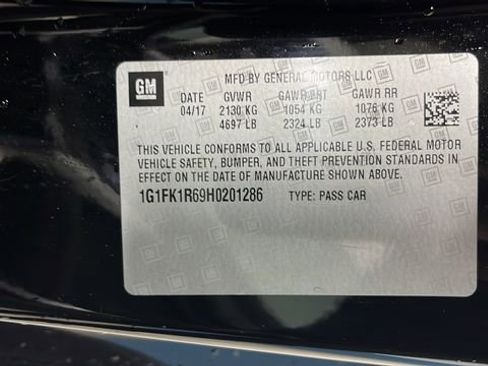 GM
MFD BY GENERAL MOTORS LLC
DATE GVWR GAWR FRT GAWR RR
04/17 2130 KG 1054 KG 1076 KG
4697 LB 2324 LB 2373 LB
THIS VEHICLE CONFORMS TO ALL APPLICABLE U.S. FEDERAL MOTOR
VEHICLE SAFETY, BUMPER, AND THEFT PREVENTION STANDARDS IN
EFFECT ON THE DATE OF MANUFACTURE SHOWN ABOVE.
1G1FK1R69H0201286 TYPE: PASS CAR